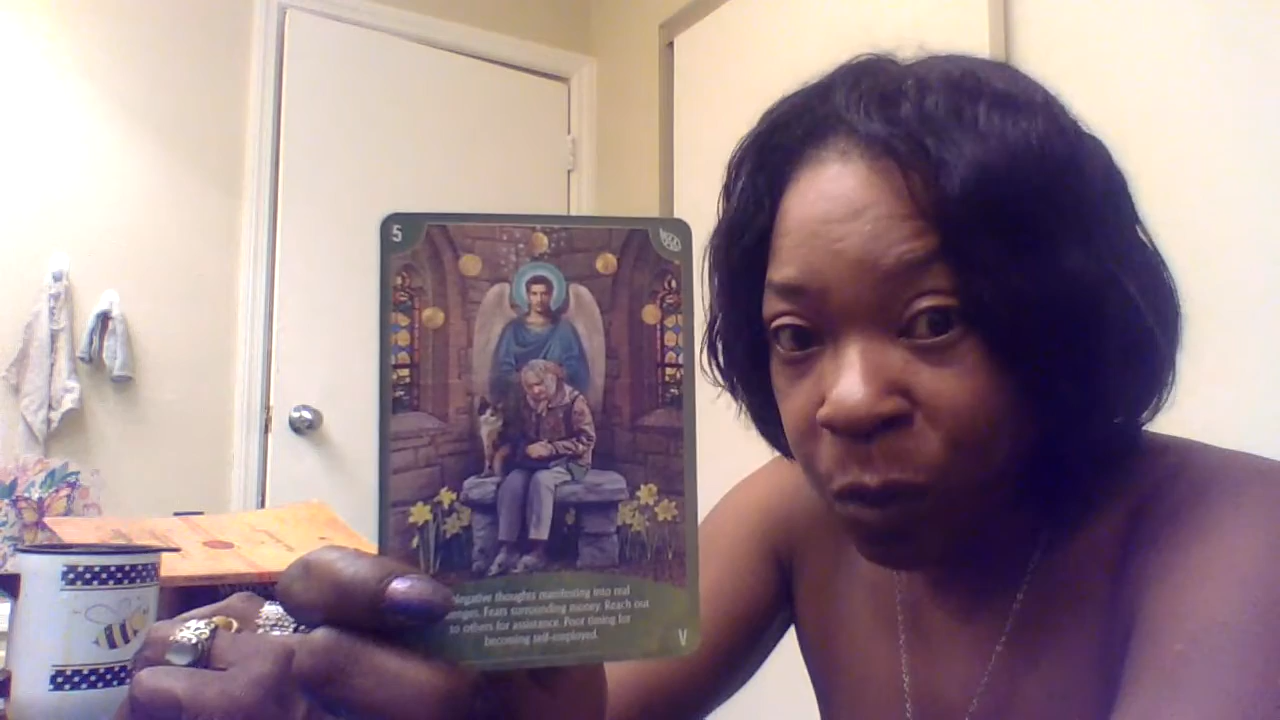 5
Negative thoughts manifesting into real
Fears surrounding money. Reach out
to others for assistance. Poor timing for
becoming self-employed.
V